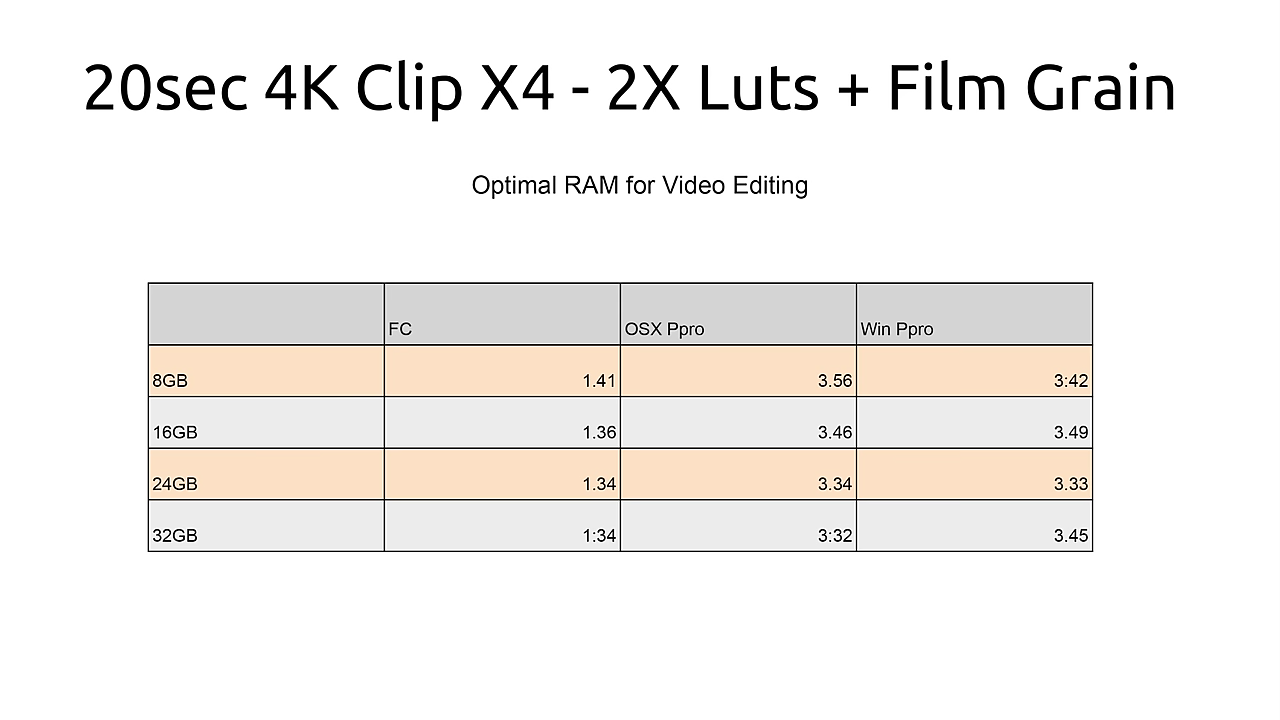 20sec 4K Clip X4 - 2X Luts + Film Grain
Optimal RAM for Video Editing
FC OSX Ppro Win Ppro
8GB 1.41 3.56 3:42
16GB 1.36 3.46 3.49
24GB 1.34 3.34 3.33
32GB 1:34 3:32 3.45